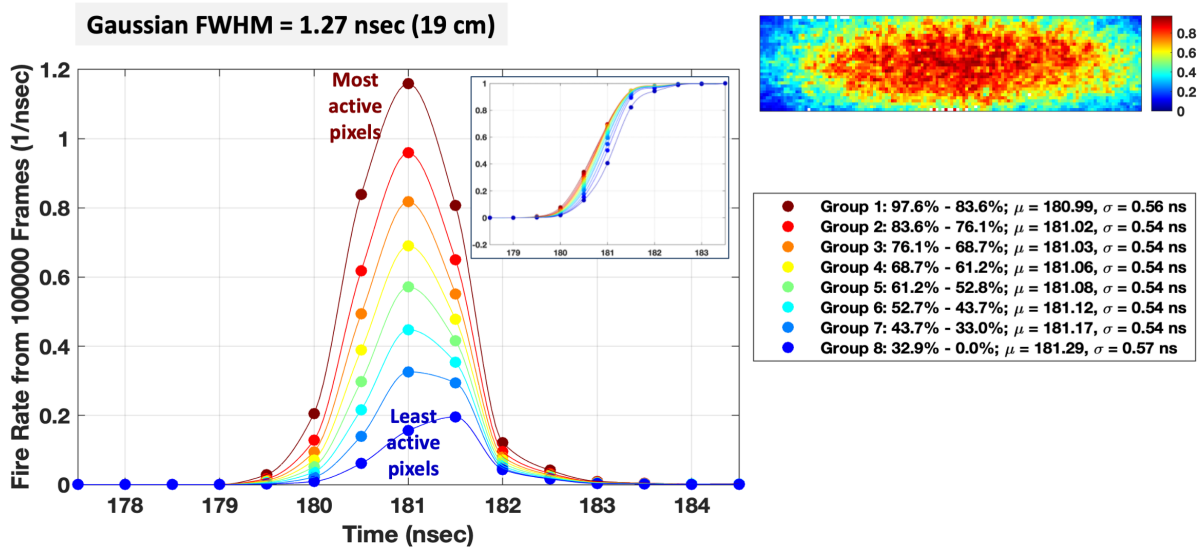 Gaussian FWHM = 1.27 nsec (19 cm)
0.8
0.6
0.4
0.2
0
Fire Rate from 100000 Frames (1/nsec)
1.2
1
0.8
0.6
0.4
0.2
0
Most
active
pixels
Least
active
pixels
178
179
180
181
182
183
184
Time (nsec)
1
0.8
0.6
0.4
0.2
0
-0.2
179
180
181
182
183
Group 1: 97.6% - 83.6%; μ = 180.99, σ = 0.56 ns
Group 2: 83.6% - 76.1%; μ = 181.02, σ = 0.54 ns
Group 3: 76.1% - 68.7%; μ = 181.03, σ = 0.54 ns
Group 4: 68.7% - 61.2%; μ = 181.06, σ = 0.54 ns
Group 5: 61.2% - 52.8%; μ = 181.08, σ = 0.54 ns
Group 6: 52.7% - 43.7%; μ = 181.12, σ = 0.54 ns
Group 7: 43.7% - 33.0%; μ = 181.17, σ = 0.54 ns
Group 8: 32.9% - 0.0%; μ = 181.29, σ = 0.57 ns